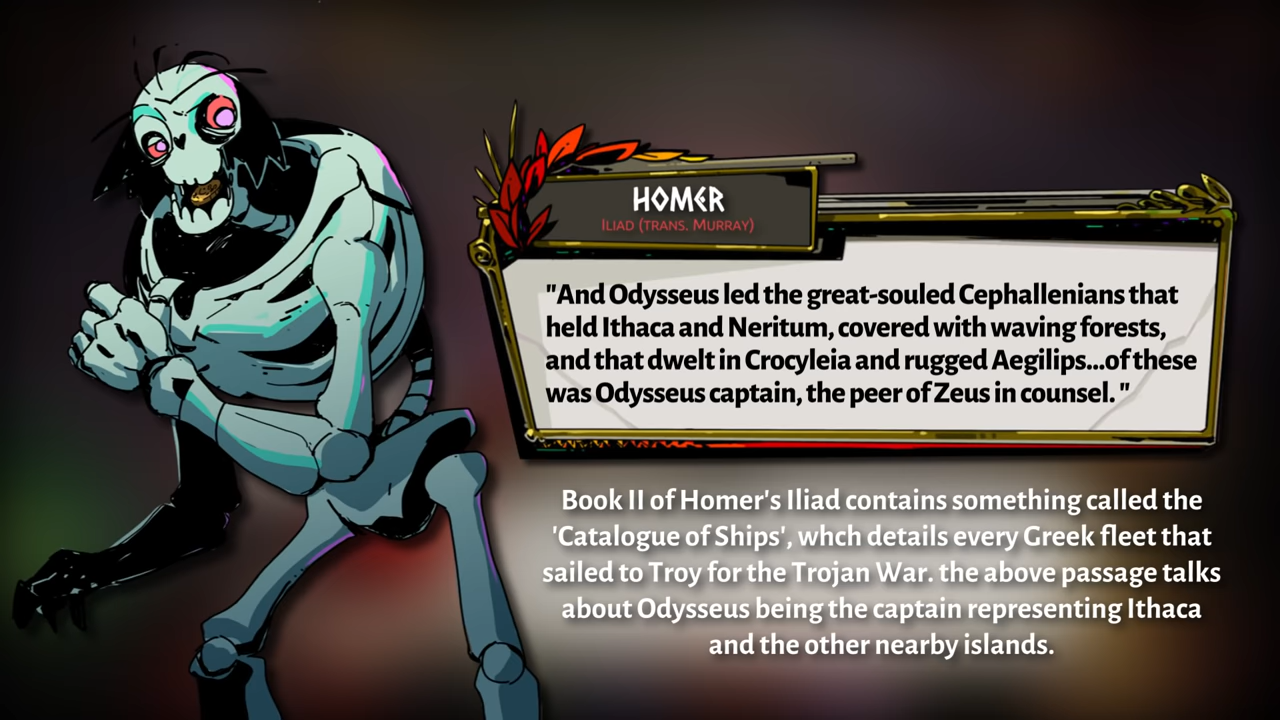 HOMER
ILIAD (TRANS. MURRAY)
"And Odysseus led the great-souled Cephallenians that
held Ithaca and Neritum, covered with waving forests,
and that dwelt in Crocyleia and rugged Aegilips...of these
was Odysseus captain, the peer of Zeus in counsel. "
Book II of Homer's Iliad contains something called the
'Catalogue of Ships', whch details every Greek fleet that
sailed to Troy for the Trojan War. the above passage talks
about Odysseus being the captain representing Ithaca
and the other nearby islands.